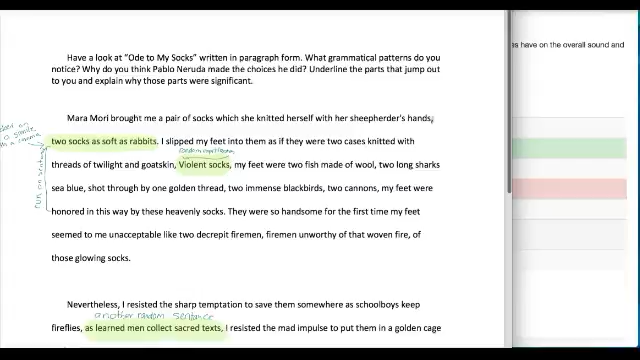 Have a look at "Ode to My Socks" written in paragraph form. What grammatical patterns do you
notice? Why do you think Pablo Neruda made the choices he did? Underline the parts that jump out
to you and explain why those parts were significant.
es have on the overall sound and
Mara Mori brought me a pair of socks which she knitted herself with her sheepherder's hands,
two socks as soft as rabbits. I slipped my feet into them as if they were two cases knitted with
threads of twilight and goatskin, Violent socks, my feet were two fish made of wool, two long sharks
sea blue, shot through by one golden thread, two immense blackbirds, two cannons, my feet were
honored in this way by these heavenly socks. They were so handsome for the first time my feet
seemed to me unacceptable like two decrepit firemen, firemen unworthy of that woven fire, of
those glowing socks.
run on sentence
Nevertheless, I resisted the sharp temptation to save them somewhere as schoolboys keep
another random sentence
fireflies, as learned men collect sacred texts, I resisted the mad impulse to put them in a golden cage